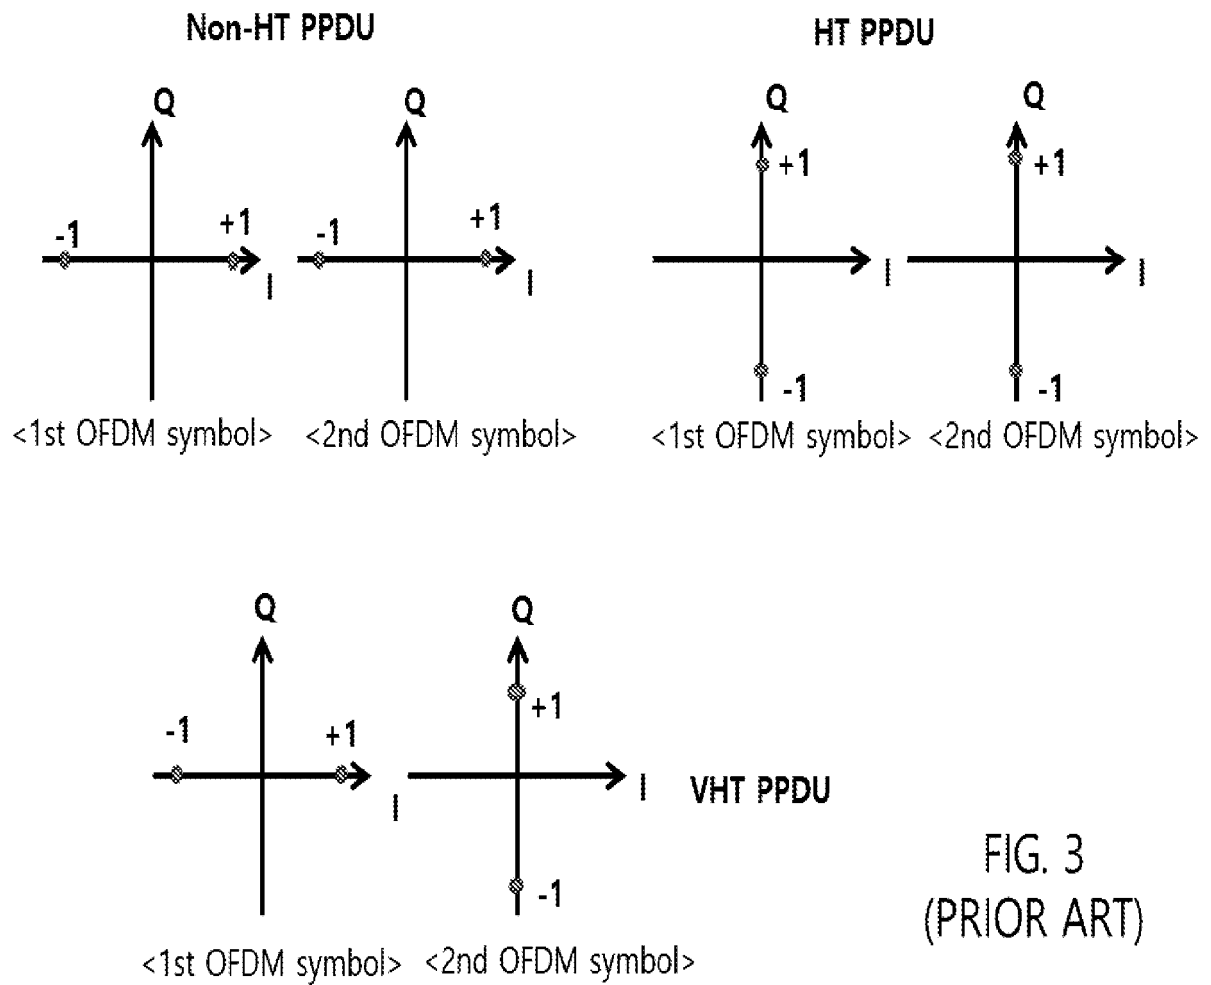 Non-HT PPDU
HT PPDU
Q
Q
Q
Q
+1
+1
-1
+1
-1
+1
I
I
I
I
-1
-1
<1st OFDM symbol>
<2nd OFDM symbol>
<1st OFDM symbol>
<2nd OFDM symbol>
Q
Q
+1
-1
+1
I
I
VHT PPDU
-1
<1st OFDM symbol>
<2nd OFDM symbol>
FIG. 3
(PRIOR ART)